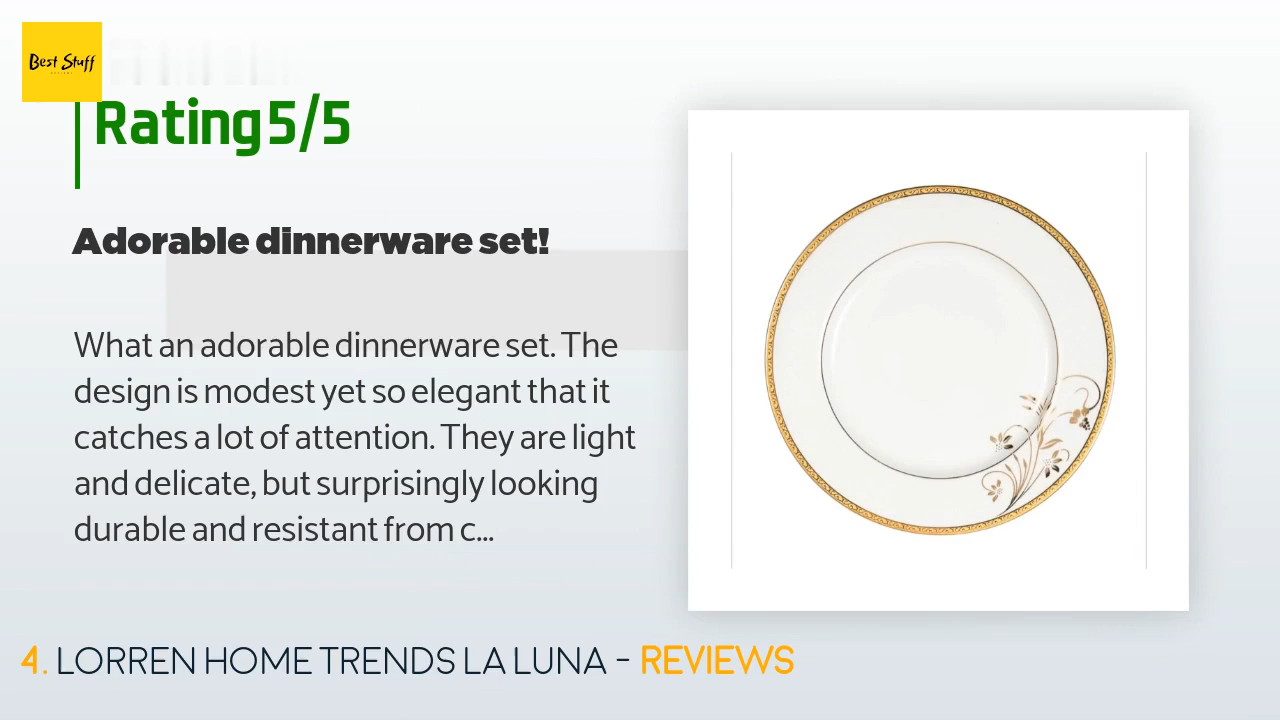 Best Stuff
Rating 5/5
Adorable dinnerware set!
What an adorable dinnerware set. The
design is modest yet so elegant that it
catches a lot of attention. They are light
and delicate, but surprisingly looking
durable and resistant from c...
4. LORREN HOME TRENDS LA LUNA - REVIEWS